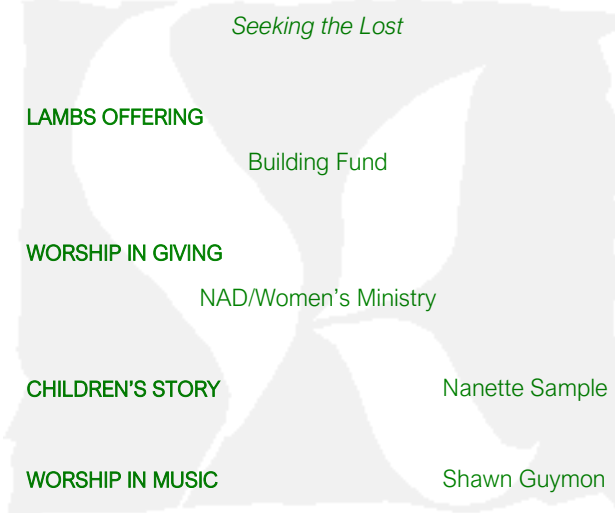 Seeking the Lost
LAMBS OFFERING
Building Fund
WORSHIP IN GIVING
NAD/Women’s Ministry
CHILDREN’S STORY Nanette Sample
WORSHIP IN MUSIC Shawn Guymon